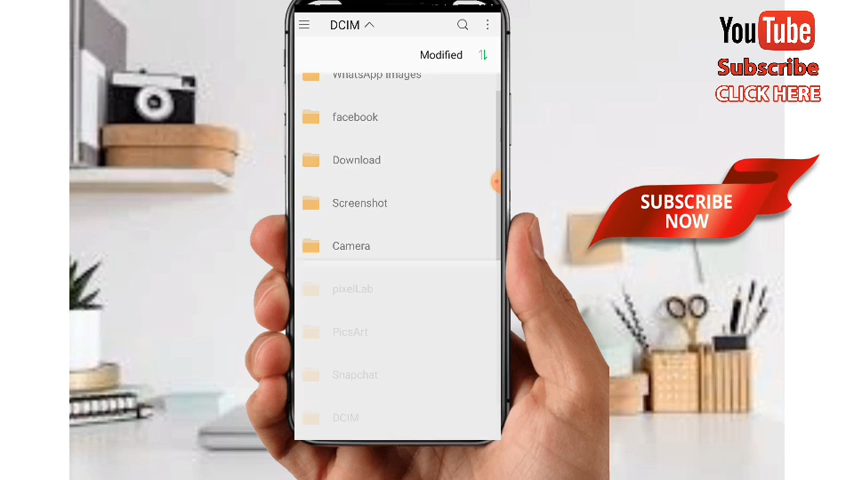 DCIM
Modified
WhatsApp Images
facebook
Download
Screenshot
Camera
pixelLab
PicsArt
Snapchat
DCIM
YouTube
Subscribe
CLICK HERE
SUBSCRIBE
NOW